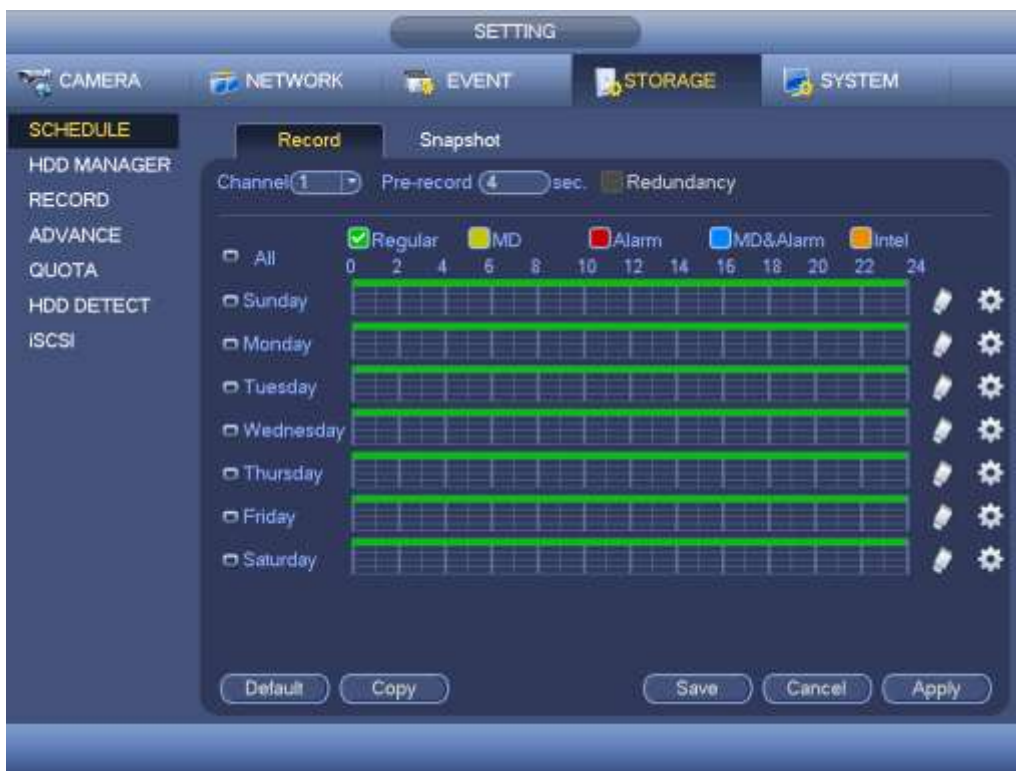 SETTING
CAMERA NETWORK EVENT STORAGE SYSTEM
SCHEDULE
HDD MANAGER
RECORD
ADVANCE
QUOTA
HDD DETECT
iSCSI
Record Snapshot
Channel 1 Pre-record 4 sec. Redundancy
Regular MD Alarm MD&Alarm Intel
All 0 2 4 6 8 10 12 14 16 18 20 22 24
Sunday
Monday
Tuesday
Wednesday
Thursday
Friday
Saturday
Default Copy Save Cancel Apply